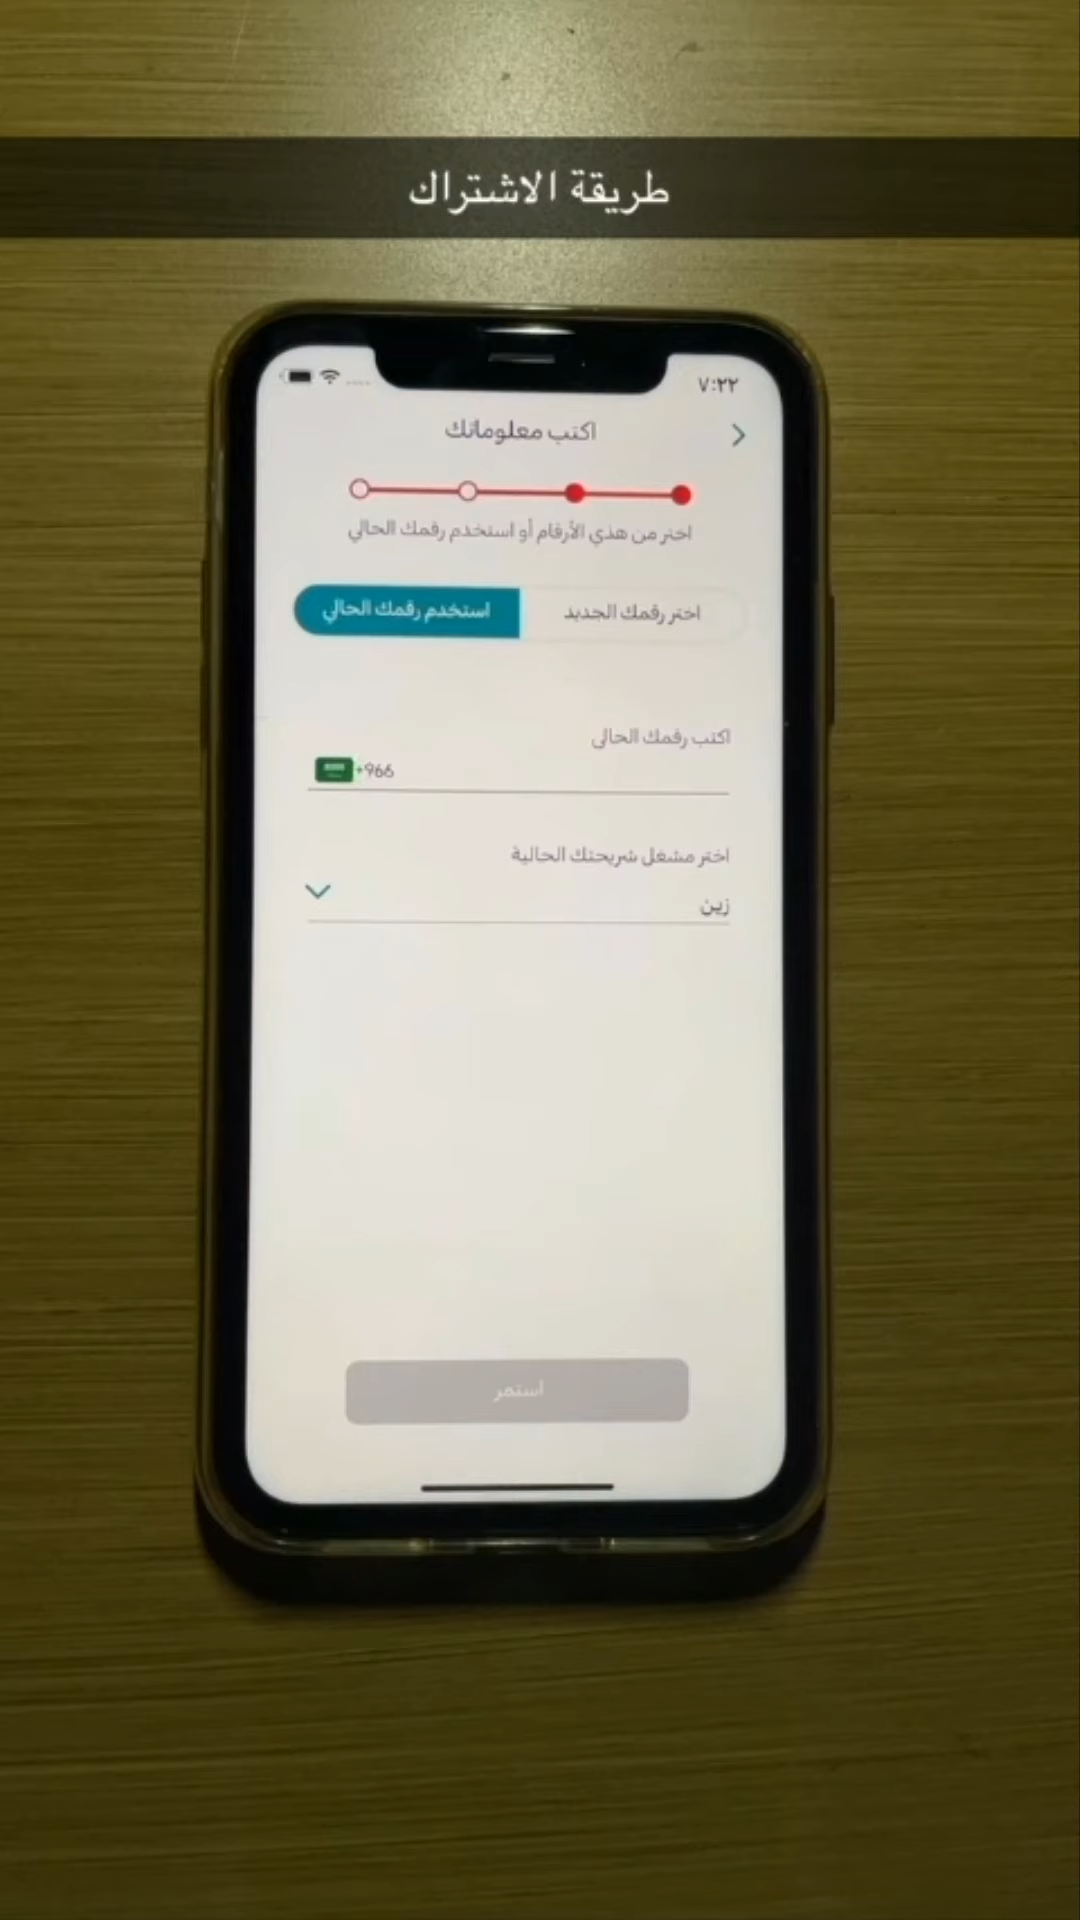 طريقة الاشتراك
٧:٢٢
اكتب معلوماتك
اختر من هذي الأرقام أو استخدم رقمك الحالي
اختر رقمك الجديد
استخدم رقمك الحالي
اكتب رقمك الحالي
+966
اختر مشغل شريحتك الحالية
زين
استمر